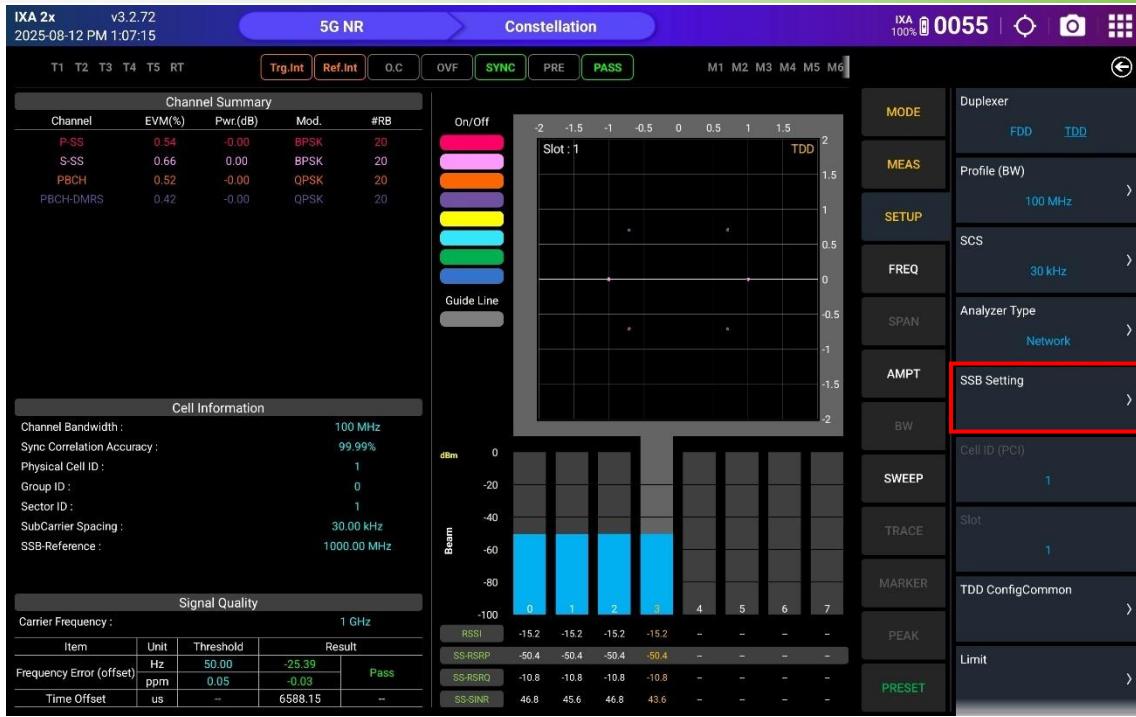 IXA 2x v3.2.72
2025-08-12 PM 1:07:15
5G NR Constellation
IXA
100% 0055
T1 T2 T3 T4 T5 RT Trg.Int Ref.Int O.C OVF SYNC PRE PASS M1 M2 M3 M4 M5 M6
Channel Summary
Channel EVM(%) Pwr.(dB) Mod. #RB
P-SS 0.54 -0.00 BPSK 20
S-SS 0.66 0.00 BPSK 20
PBCH 0.52 -0.00 QPSK 20
PBCH-DMRS 0.42 -0.00 QPSK 20
Cell Information
Channel Bandwidth : 100 MHz
Sync Correlation Accuracy : 99.99%
Physical Cell ID : 1
Group ID : 0
Sector ID : 1
SubCarrier Spacing : 30.00 kHz
SSB-Reference : 1000.00 MHz
Signal Quality
Carrier Frequency : 1 GHz
Item Unit Threshold Result
Frequency Error (offset) Hz 50.00 -25.39 Pass
ppm 0.05 -0.03
Time Offset us -- 6588.15 --
On/Off
Guide Line
-2 -1.5 -1 -0.5 0 0.5 1 1.5
Slot : 1 TDD
2
1.5
1
0.5
0
-0.5
-1
-1.5
-2
dBm 0
-20
-40
Beam
-60
-80
-100
0 1 2 3 4 5 6 7
RSSI -15.2 -15.2 -15.2 -15.2 -- -- -- --
SS-RSRP -50.4 -50.4 -50.4 -50.4 -- -- -- --
SS-RSRQ -10.8 -10.8 -10.8 -10.8 -- -- -- --
SS-SINR 46.8 45.6 46.8 43.6 -- -- -- --
MODE
MEAS
SETUP
FREQ
SPAN
AMPT
BW
SWEEP
TRACE
MARKER
PEAK
PRESET
Duplexer
FDD TDD
Profile (BW)
100 MHz
SCS
30 kHz
Analyzer Type
Network
SSB Setting
Cell ID (PCI)
1
Slot
1
TDD ConfigCommon
Limit